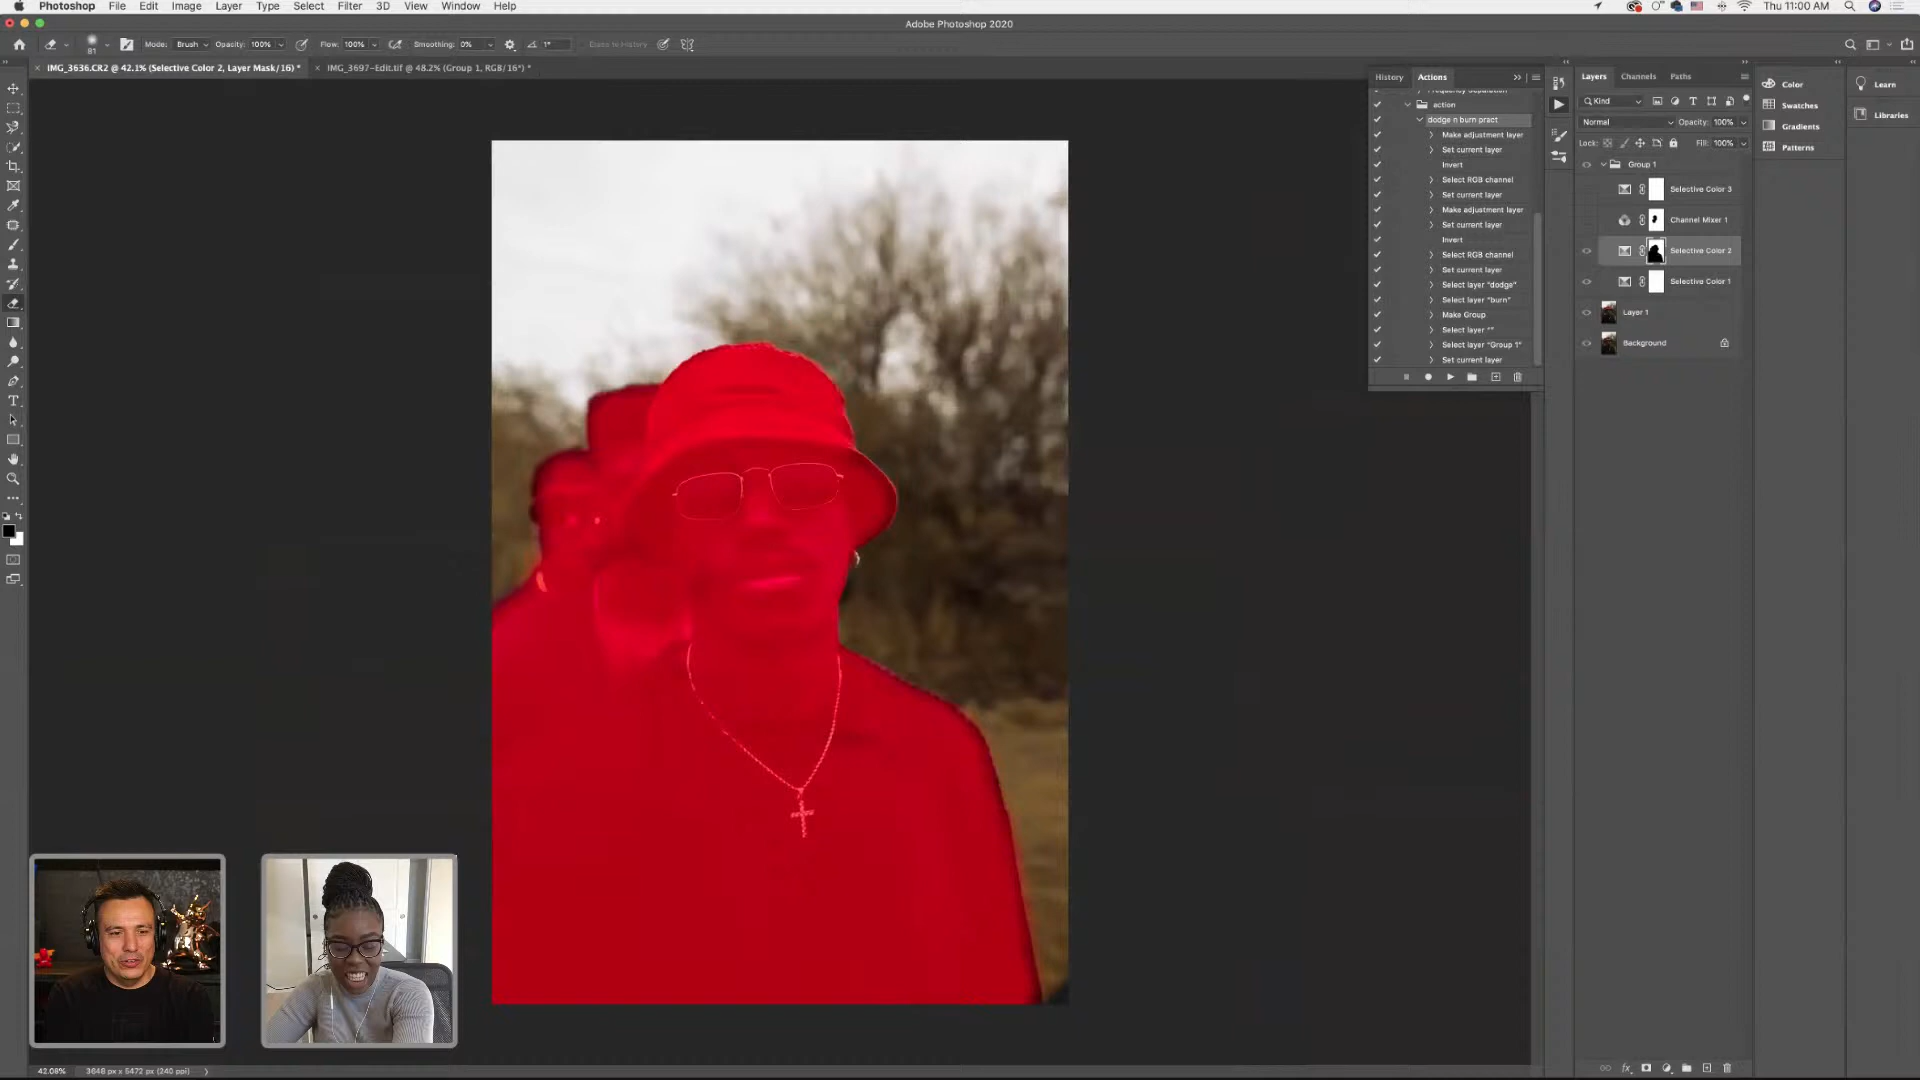 Photoshop File Edit Image Layer Type Select Filter 3D View Window Help Thu 11:00 AM
Adobe Photoshop 2020
81 Mode: Brush Opacity: 100% Flow: 100% Smoothing: 0% 1° Erase to History
IMG_3636.CR2 @ 42.1% (Selective Color 2, Layer Mask/16) * IMG_3697-Edit.tif @ 48.2% (Group 1, RGB/16*) *
History Actions
Frequency Separation
action
dodge n burn pract
Make adjustment layer
Set current layer
Invert
Select RGB channel
Set current layer
Make adjustment layer
Set current layer
Invert
Select RGB channel
Set current layer
Select layer "dodge"
Select layer "burn"
Make Group
Select layer ""
Select layer "Group 1"
Set current layer
Layers Channels Paths
Kind
Normal Opacity: 100%
Lock: Fill: 100%
Group 1
Selective Color 3
Channel Mixer 1
Selective Color 2
Selective Color 1
Layer 1
Background
Color
Swatches
Gradients
Patterns
Learn
Libraries
42.08% 3648 px x 5472 px (240 ppi)